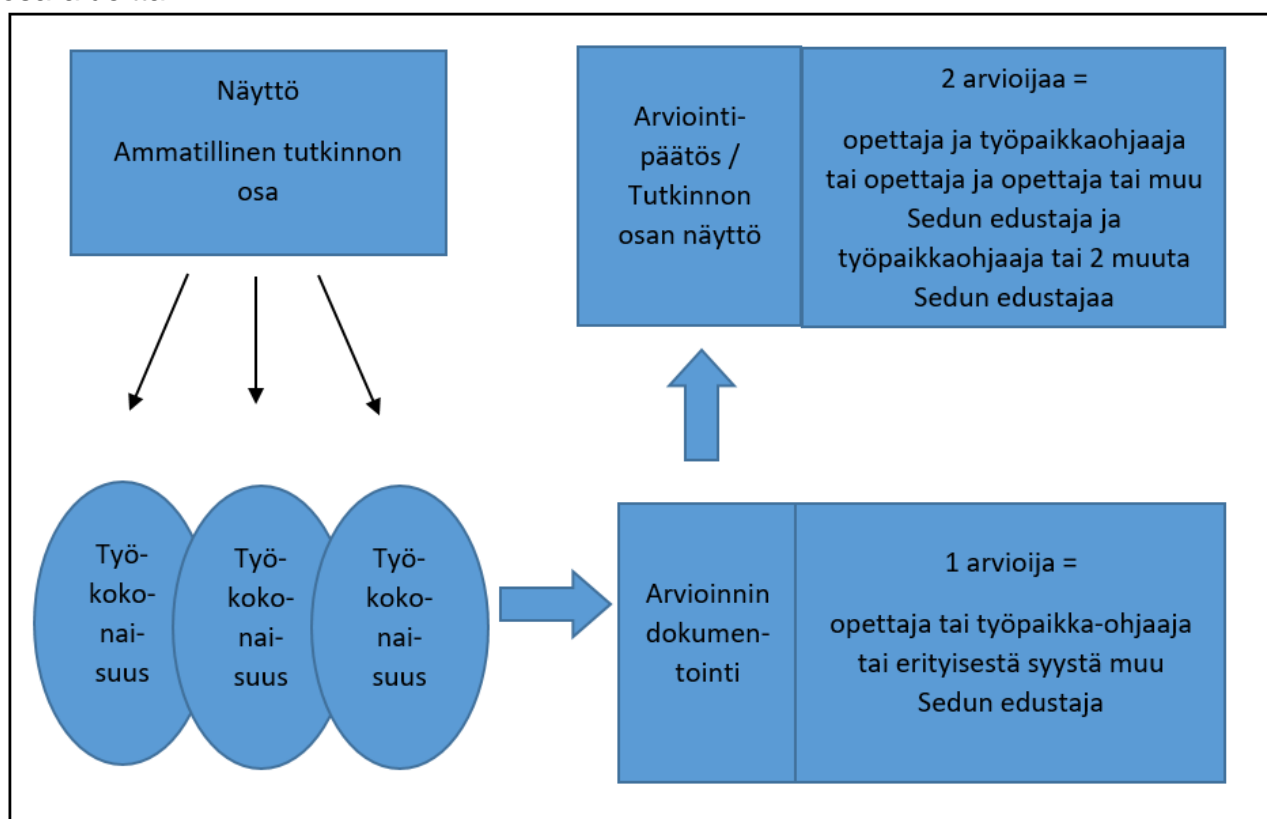 Näyttö
Ammatillinen tutkinnon
osa
Arviointi-
päätös /
Tutkinnon
osan näyttö
2 arvioijaa =
opettaja ja työpaikkaohjaaja
tai opettaja ja opettaja tai muu
Sedun edustaja ja
työpaikkaohjaaja tai 2 muuta
Sedun edustajaa
Työ-
koko-
nai-
suus
Työ-
koko-
nai-
suus
Työ-
koko-
nai-
suus
Arvioinnin
dokumen-
tointi
1 arvioija =
opettaja tai työpaikka-ohjaaja
tai erityisestä syystä muu
Sedun edustaja